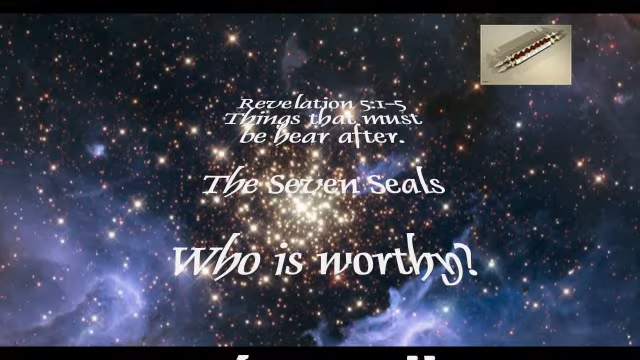 Revelation 5:1-5
Things that must
be hear after.
The Seven Seals
Who is worthy?